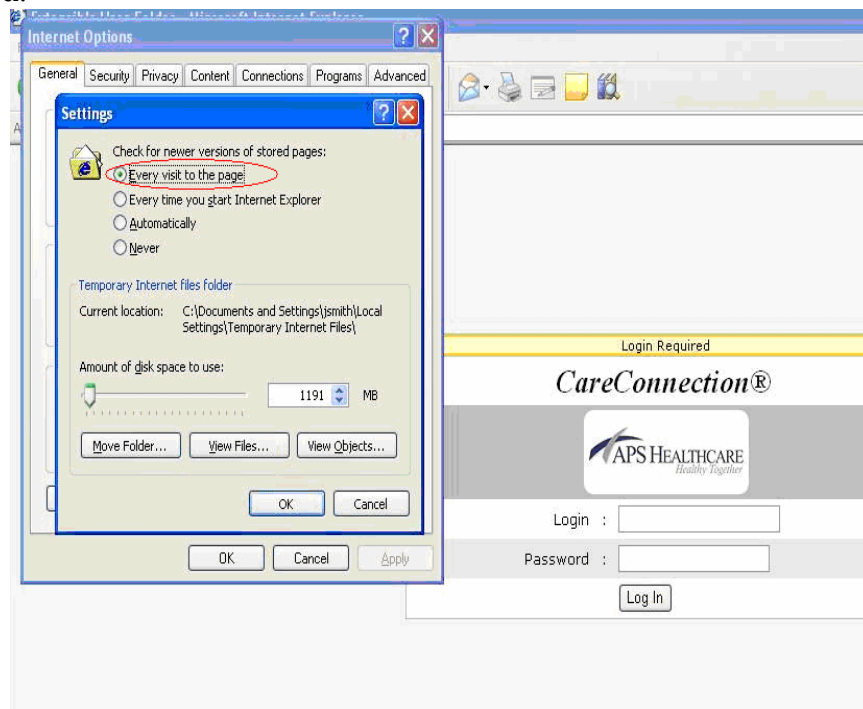 Internet Options
General Security Privacy Content Connections Programs Advanced
Settings
Check for newer versions of stored pages:
Every visit to the page
Every time you start Internet Explorer
Automatically
Never
Temporary Internet files folder
Current location: C:\Documents and Settings\jsmith\Local
Settings\Temporary Internet Files\
Amount of disk space to use:
1191 MB
Move Folder... View Files... View Objects...
OK Cancel
OK Cancel Apply
Login Required
CareConnection®
APS HEALTHCARE
Healthy Together
Login :
Password :
Log In